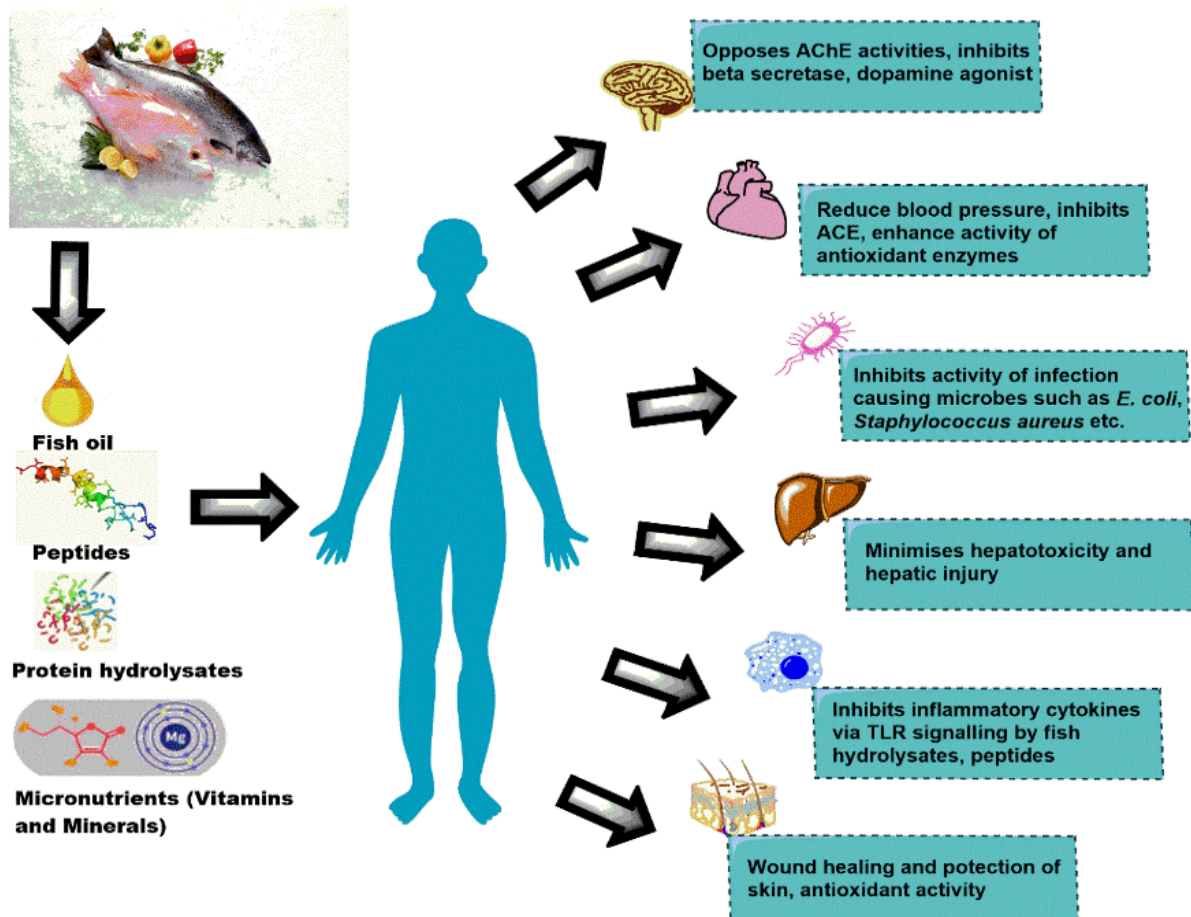 Opposes AChE activities, inhibits
beta secretase, dopamine agonist
Reduce blood pressure, inhibits
ACE, enhance activity of
antioxidant enzymes
Inhibits activity of infection
causing microbes such as E. coli,
Staphylococcus aureus etc.
Minimises hepatotoxicity and
hepatic injury
Inhibits inflammatory cytokines
via TLR signalling by fish
hydrolysates, peptides
Wound healing and potection of
skin, antioxidant activity
Fish oil
Peptides
Protein hydrolysates
Mg
Micronutrients (Vitamins
and Minerals)